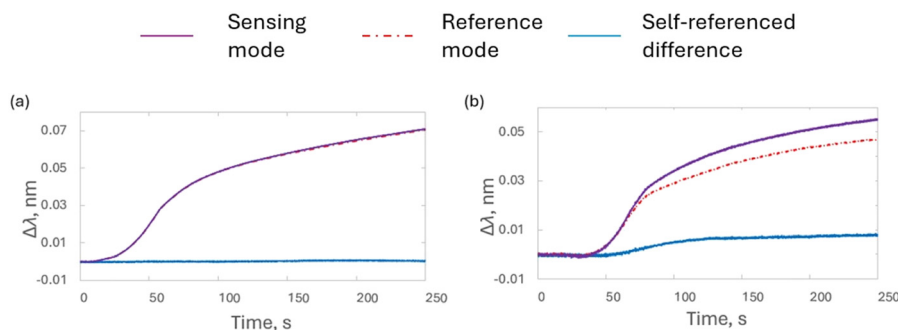 Sensing mode
Reference mode
Self-referenced difference
(a)
0.07
0.05
0.03
0.01
-0.01
Δλ, nm
0
50
100
150
200
250
Time, s
(b)
0.05
0.03
0.01
-0.01
Δλ, nm
0
50
100
150
200
250
Time, s